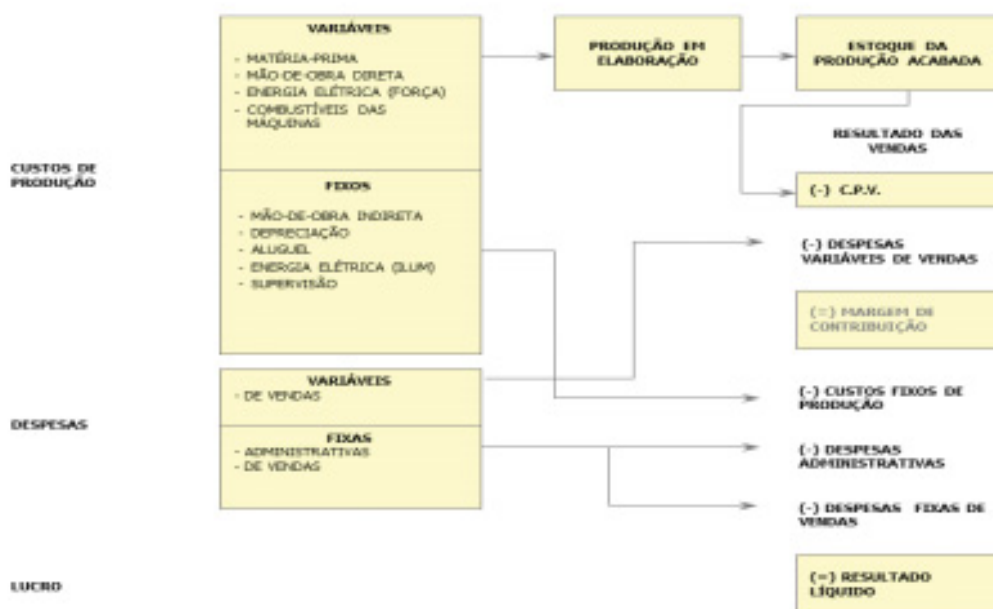 VARIÁVEIS
- MATÉRIA-PRIMA
- MÃO-DE-OBRA DIRETA
- ENERGIA ELÉTRICA (FORÇA)
- COMBUSTÍVEIS DAS
MÁQUINAS
PRODUÇÃO EM
ELABORAÇÃO
ESTOQUE DA
PRODUÇÃO ACABADA
RESULTADO DAS
VENDAS
CUSTOS DE
PRODUÇÃO
FIXOS
- MÃO-DE-OBRA INDIRETA
- DEPRECIAÇÃO
- ALUGUEL
- ENERGIA ELÉTRICA (ILUM)
- SUPERVISÃO
(-) C.P.V.
(-) DESPESAS
VARIÁVEIS DE VENDAS
(=) MARGEM DE
CONTRIBUIÇÃO
DESPESAS
VARIÁVEIS
- DE VENDAS
FIXAS
- ADMINISTRATIVAS
- DE VENDAS
(-) CUSTOS FIXOS DE
PRODUÇÃO
(-) DESPESAS
ADMINISTRATIVAS
(-) DESPESAS FIXAS DE
VENDAS
LUCRO
(=) RESULTADO
LÍQUIDO